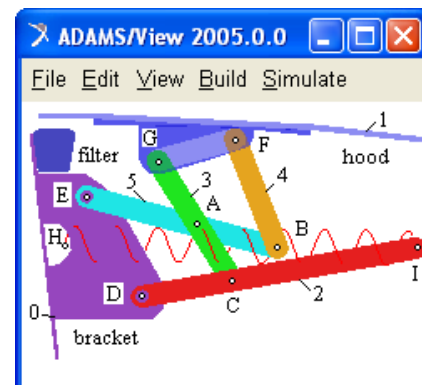 ADAMS/View 2005.0.0
File Edit View Build Simulate
1
G
F
filter
hood
5
3
4
E
A
H
B
D
I
C
2
0
bracket